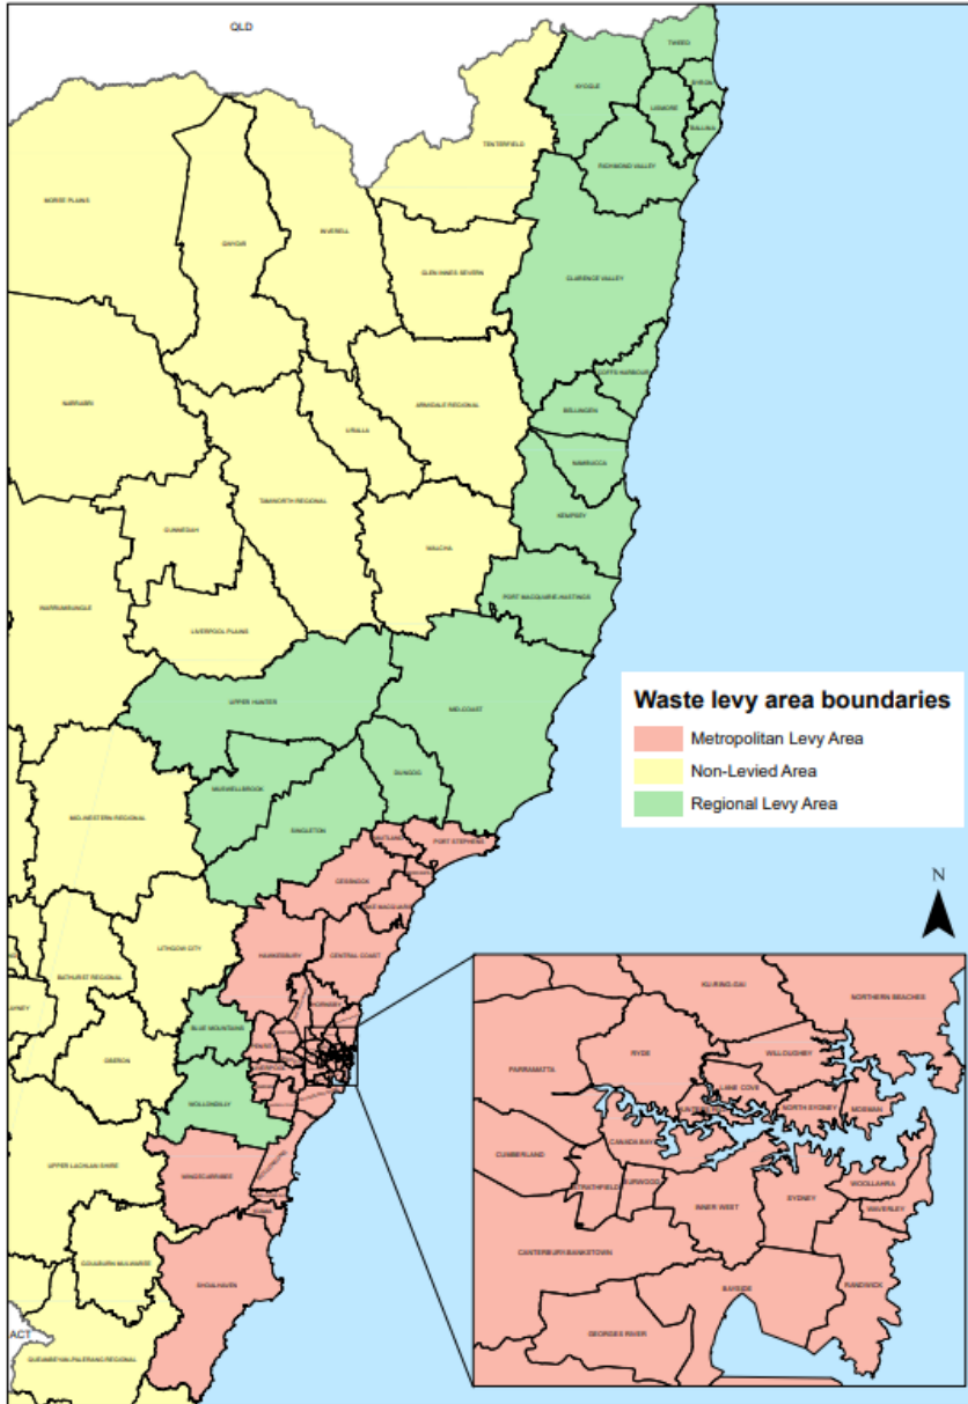 QLD
TWEED
KYOGLE
BYRON
LISMORE
BALLINA
TENTERFIELD
RICHMOND VALLEY
MOREE PLAINS
INVERELL
GWYDIR
GLEN INNES SEVERN
CLARENCE VALLEY
COFFS HARBOUR
NARRABRI
ARMIDALE REGIONAL
BELLINGEN
URALLA
NAMBUCCA
TAMWORTH REGIONAL
KEMPSEY
GUNNEDAH
WALCHA
PORT MACQUARIE-HASTINGS
WARRUMBUNGLE
LIVERPOOL PLAINS
UPPER HUNTER
MID-COAST
Waste levy area boundaries
Metropolitan Levy Area
Non-Levied Area
Regional Levy Area
DUNGOG
MUSWELLBROOK
MID-WESTERN REGIONAL
SINGLETON
MAITLAND
PORT STEPHENS
CESSNOCK
LAKE MACQUARIE
N
LITHGOW CITY
HAWKESBURY
CENTRAL COAST
BATHURST REGIONAL
HORNSBY
BLUE MOUNTAINS
PENRITH
OBERON
LIVERPOOL
WOLLONDILLY
UPPER LACHLAN SHIRE
WINGECARRIBEE
KIAMA
GOULBURN MULWAREE
SHOALHAVEN
ACT
QUEANBEYAN-PALERANG REGIONAL
KU-RING-GAI
NORTHERN BEACHES
RYDE
WILLOUGHBY
PARRAMATTA
LANE COVE
HUNTERS HILL
NORTH SYDNEY
MOSMAN
CANADA BAY
CUMBERLAND
STRATHFIELD
BURWOOD
WOOLLAHRA
INNER WEST
SYDNEY
WAVERLEY
CANTERBURY-BANKSTOWN
BAYSIDE
RANDWICK
GEORGES RIVER